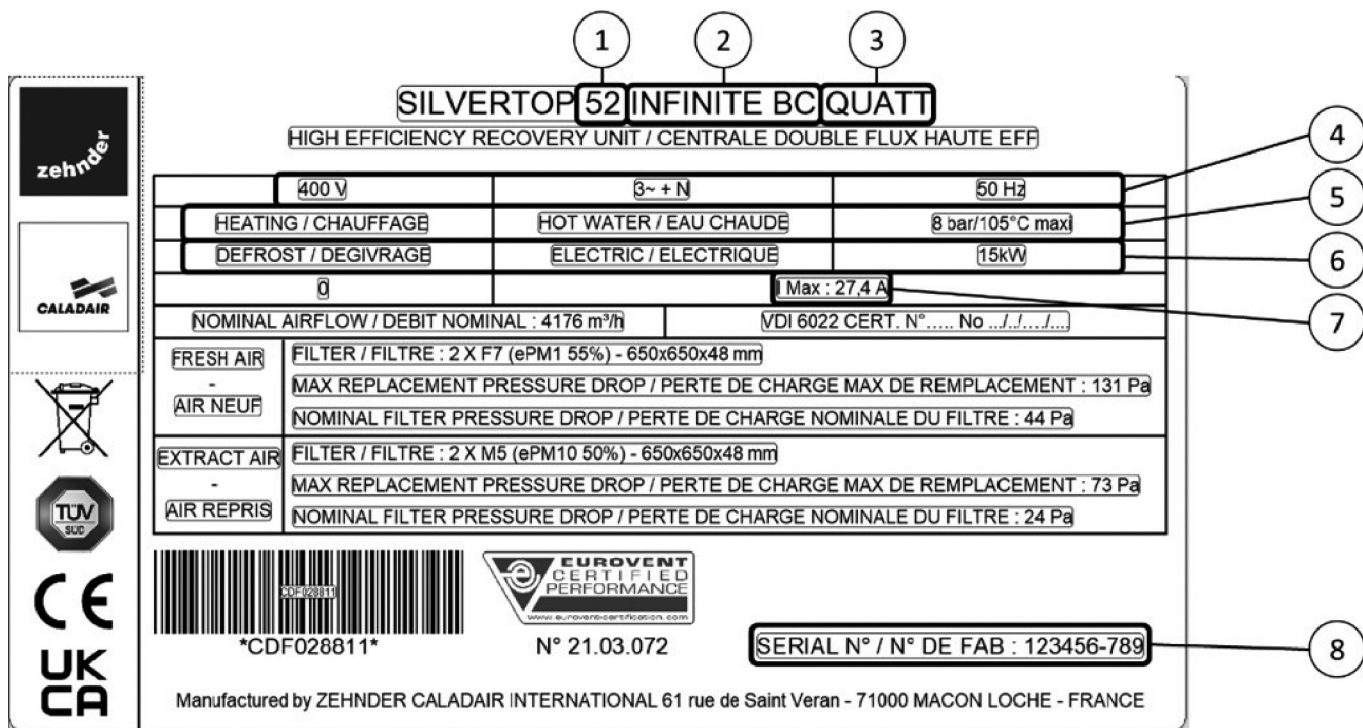 1 2 3
SILVERTOP 52 INFINITE BC QUATT
HIGH EFFICIENCY RECOVERY UNIT / CENTRALE DOUBLE FLUX HAUTE EFF
zehnder
CALADAIR
TÜV
SÜD
CE
UK
CA
400 V 3~ + N 50 Hz 4
HEATING / CHAUFFAGE HOT WATER / EAU CHAUDE 8 bar/105°C maxi 5
DEFROST / DEGIVRAGE ELECTRIC / ELECTRIQUE 15kW 6
0 I Max : 27,4 A 7
NOMINAL AIRFLOW / DEBIT NOMINAL : 4176 m³/h VDI 6022 CERT. N°..... No .../../..../....
FRESH AIR
-
AIR NEUF
FILTER / FILTRE : 2 X F7 (ePM1 55%) - 650x650x48 mm
MAX REPLACEMENT PRESSURE DROP / PERTE DE CHARGE MAX DE REMPLACEMENT : 131 Pa
NOMINAL FILTER PRESSURE DROP / PERTE DE CHARGE NOMINALE DU FILTRE : 44 Pa
EXTRACT AIR
-
AIR REPRIS
FILTER / FILTRE : 2 X M5 (ePM10 50%) - 650x650x48 mm
MAX REPLACEMENT PRESSURE DROP / PERTE DE CHARGE MAX DE REMPLACEMENT : 73 Pa
NOMINAL FILTER PRESSURE DROP / PERTE DE CHARGE NOMINALE DU FILTRE : 24 Pa
CDF028811
*CDF028811*
EUROVENT
CERTIFIED
PERFORMANCE
www.eurovent-certification.com
N° 21.03.072
SERIAL N° / N° DE FAB : 123456-789 8
Manufactured by ZEHNDER CALADAIR INTERNATIONAL 61 rue de Saint Veran - 71000 MACON LOCHE - FRANCE